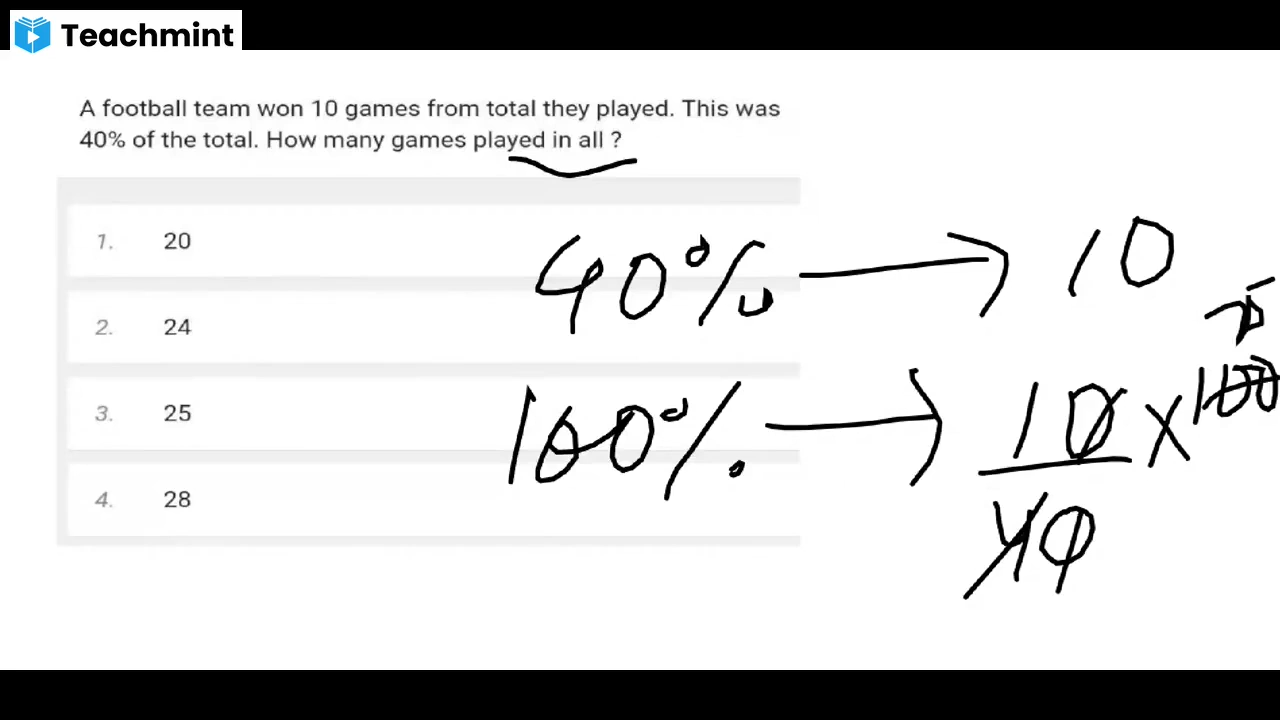 Teachmint
A football team won 10 games from total they played. This was
40% of the total. How many games played in all ?
1. 20
2. 24
3. 25
4. 28
40% → 10
100% → 10/40 × 100
25